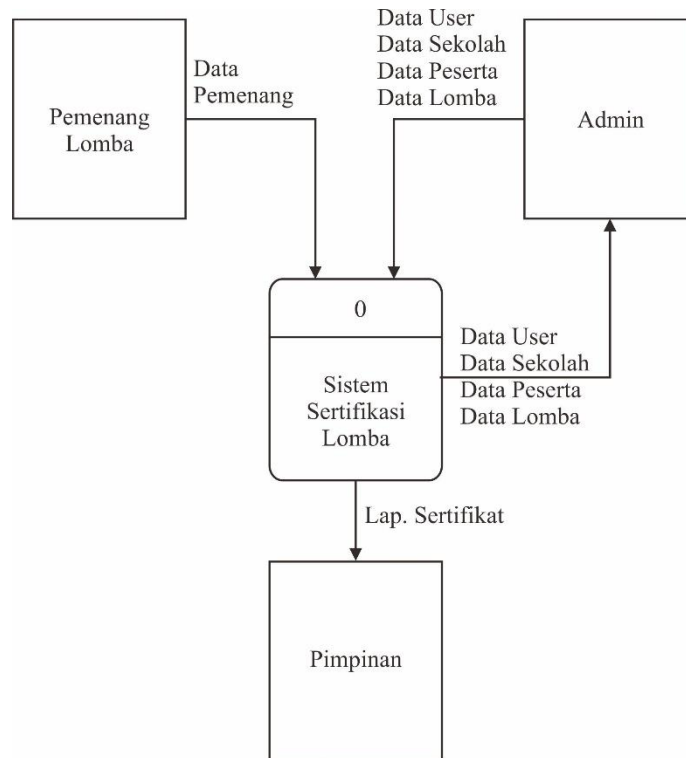 Pemenang
Lomba
Data
Pemenang
Data User
Data Sekolah
Data Peserta
Data Lomba
Admin
0
Sistem
Sertifikasi
Lomba
Data User
Data Sekolah
Data Peserta
Data Lomba
Lap. Sertifikat
Pimpinan